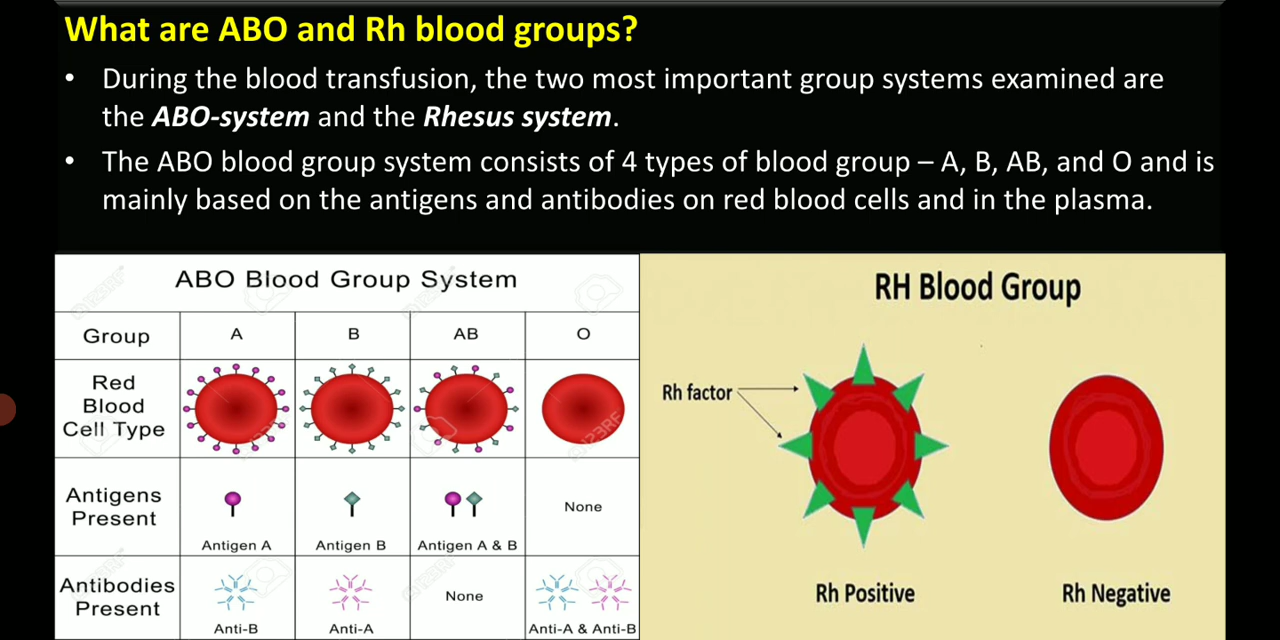 What are ABO and Rh blood groups?
• During the blood transfusion, the two most important group systems examined are
the ABO-system and the Rhesus system.
• The ABO blood group system consists of 4 types of blood group – A, B, AB, and O and is
mainly based on the antigens and antibodies on red blood cells and in the plasma.
ABO Blood Group System
Group A B AB O
Red
Blood
Cell Type
Antigens
Present
None
Antigen A Antigen B Antigen A & B
Antibodies
Present
None
Anti-B Anti-A Anti-A & Anti-B
123RF
RH Blood Group
Rh factor
Rh Positive Rh Negative